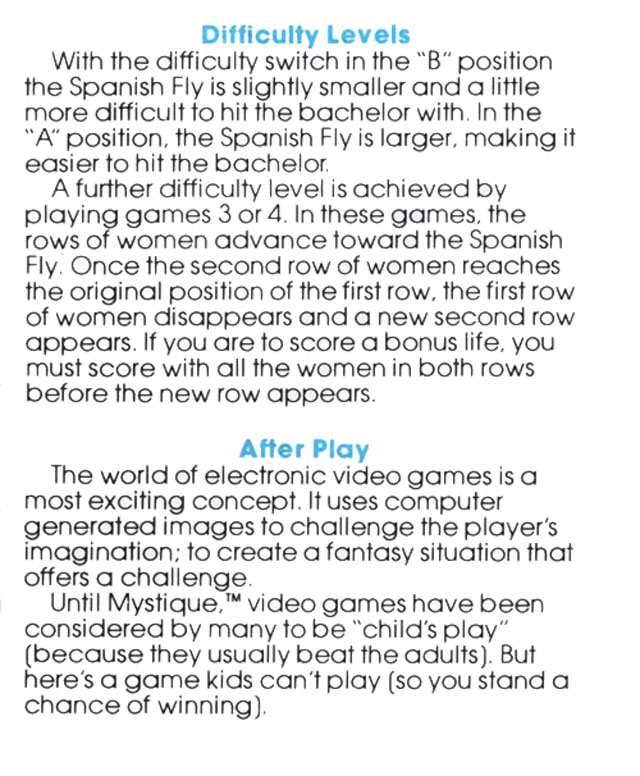 Difficulty Levels
With the difficulty switch in the "B" position
the Spanish Fly is slightly smaller and a little
more difficult to hit the bachelor with. In the
"A" position, the Spanish Fly is larger, making it
easier to hit the bachelor.
A further difficulty level is achieved by
playing games 3 or 4. In these games, the
rows of women advance toward the Spanish
Fly. Once the second row of women reaches
the original position of the first row, the first row
of women disappears and a new second row
appears. If you are to score a bonus life, you
must score with all the women in both rows
before the new row appears.
After Play
The world of electronic video games is a
most exciting concept. It uses computer
generated images to challenge the player's
imagination; to create a fantasy situation that
offers a challenge.
Until Mystique,™ video games have been
considered by many to be "child's play"
(because they usually beat the adults). But
here's a game kids can't play (so you stand a
chance of winning).